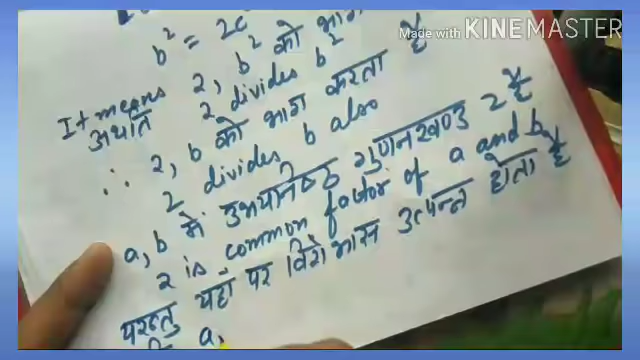 Made with KINEMASTER
b² = 2c
It means 2, b² को भाग
अर्थात 2 divides b²
∴ 2, b को भाग करता है
2 divides b also
a, b में उभयनिष्ठ गुणनखण्ड 2 है
2 is common factor of a and b
परन्तु यहाँ पर विरोभास उत्पन्न होता है
a,